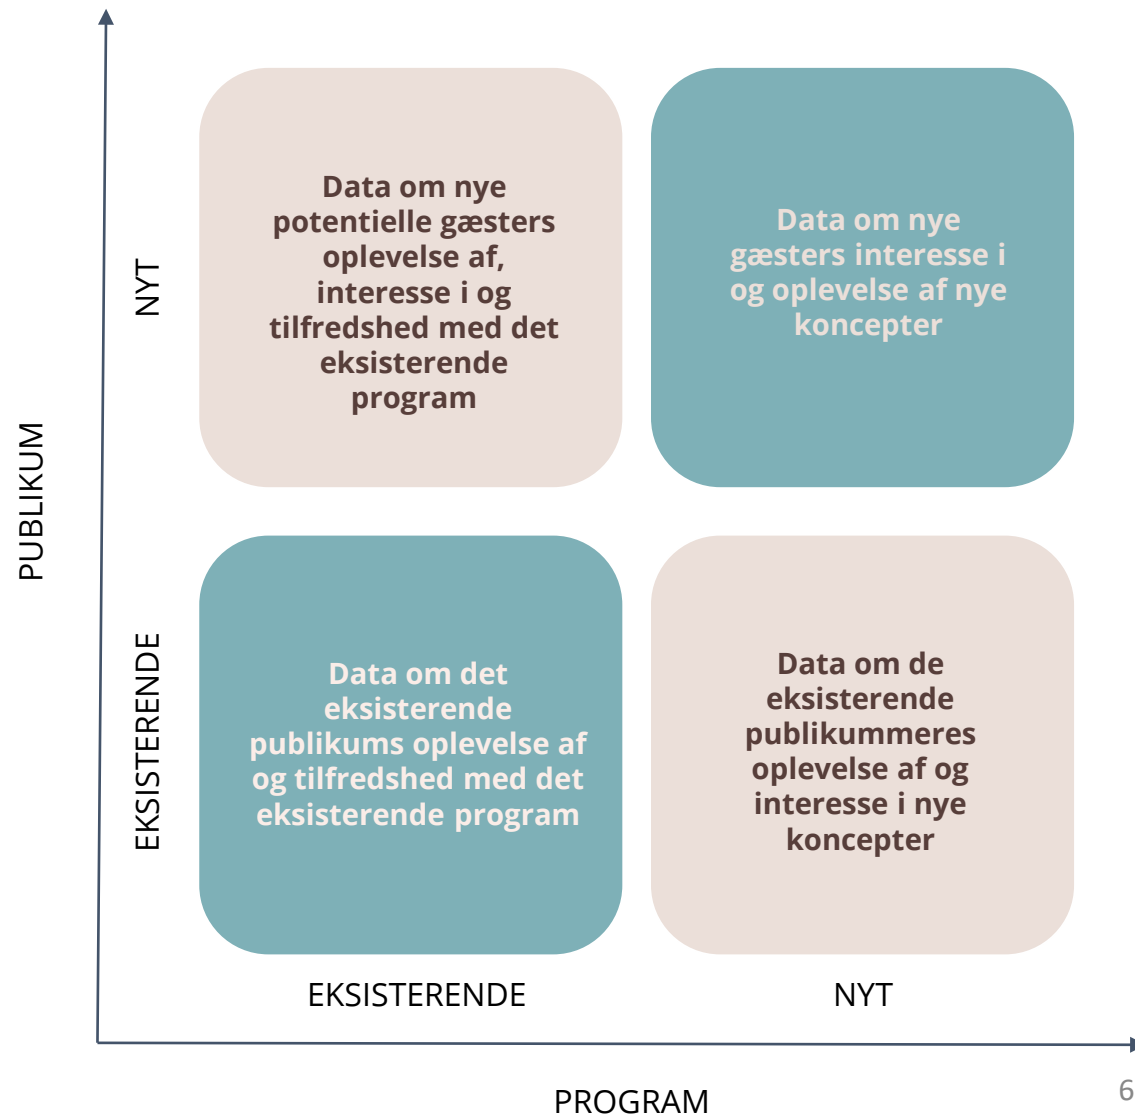 PUBLIKUM
NYT
Data om nye
potentielle gæsters
oplevelse af,
interesse i og
tilfredshed med det
eksisterende
program
Data om nye
gæsters interesse i
og oplevelse af nye
koncepter
EKSISTERENDE
Data om det
eksisterende
publikums oplevelse af
og tilfredshed med det
eksisterende program
Data om de
eksisterende
publikummeres
oplevelse af og
interesse i nye
koncepter
EKSISTERENDE
NYT
PROGRAM
6